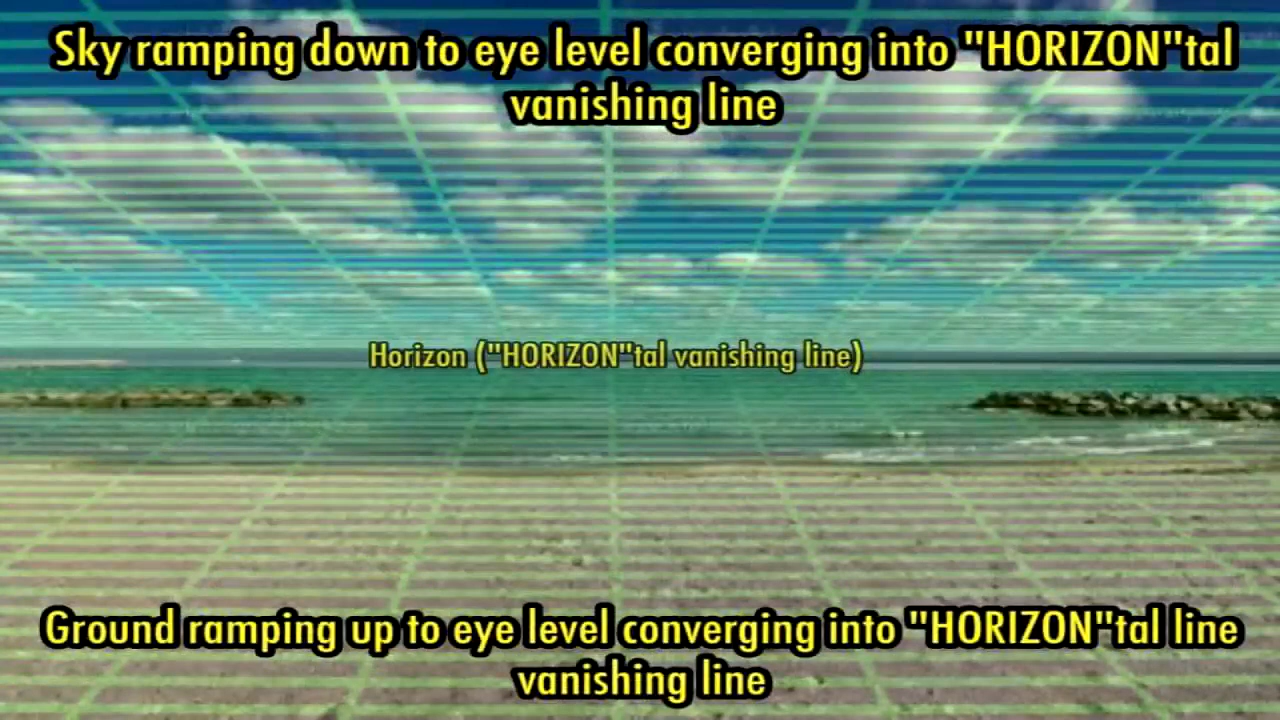 Sky ramping down to eye level converging into "HORIZON"tal
vanishing line
Horizon ("HORIZON"tal vanishing line)
Ground ramping up to eye level converging into "HORIZON"tal line
vanishing line